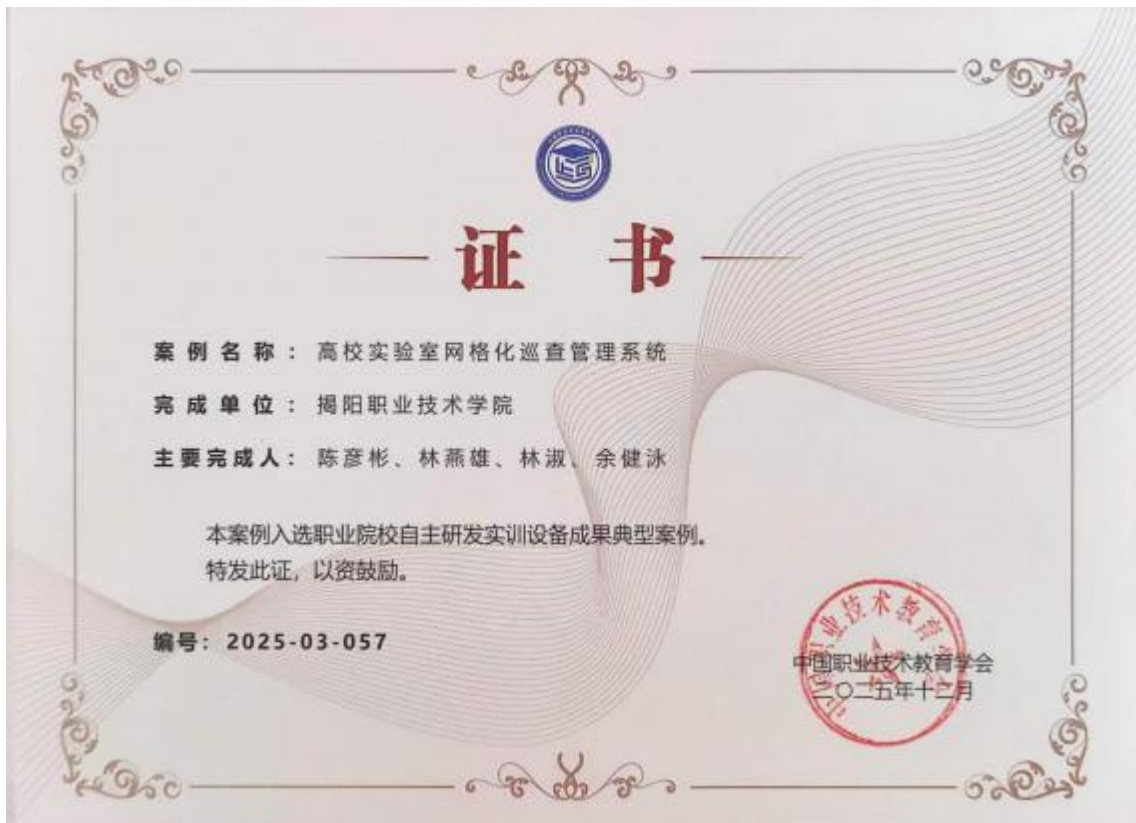 证 书
案例名称：高校实验室网格化巡查管理系统
完成单位：揭阳职业技术学院
主要完成人：陈彦彬、林燕雄、林淑、余健泳
本案例入选职业院校自主研发实训设备成果典型案例。
特发此证，以资鼓励。
编号：2025-03-057
中国职业技术教育学会
二〇二五年十二月